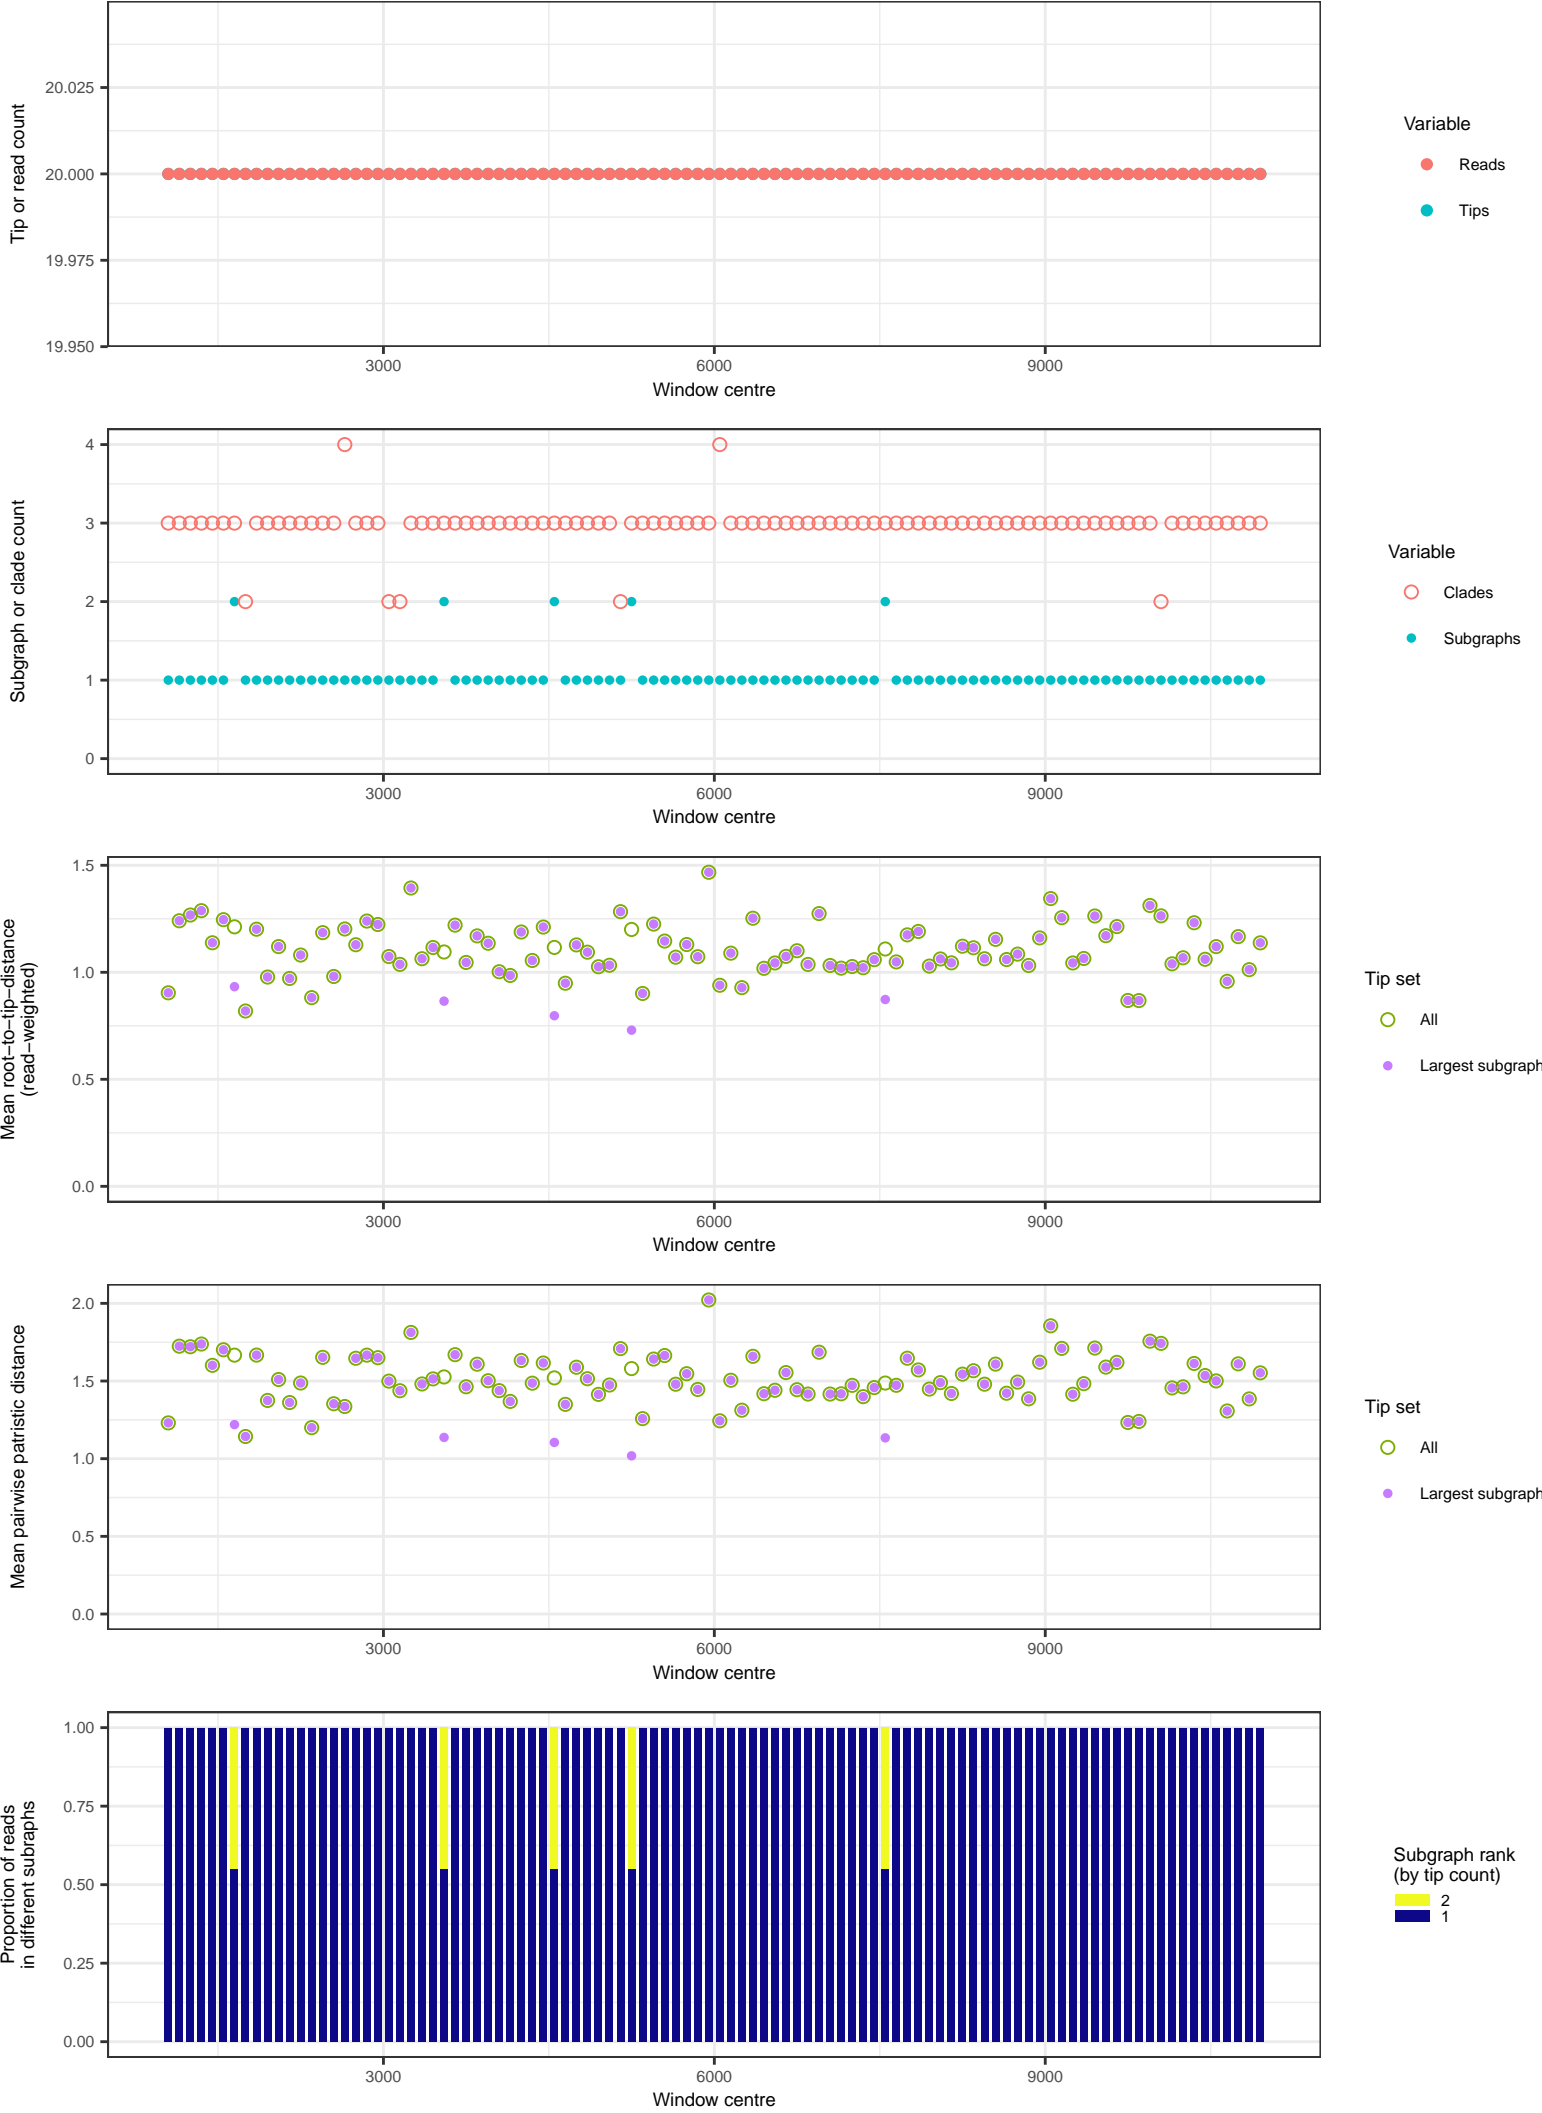 Tip or read count
20.025
20.000
19.975
19.950
3000
6000
9000
Window centre
Variable
Reads
Tips
Subgraph or clade count
4
3
2
1
0
3000
6000
9000
Window centre
Variable
Clades
Subgraphs
Mean root−to−tip−distance
(read−weighted)
1.5
1.0
0.5
0.0
3000
6000
9000
Window centre
Tip set
All
Largest subgraph
Mean pairwise patristic distance
2.0
1.5
1.0
0.5
0.0
3000
6000
9000
Window centre
Tip set
All
Largest subgraph
Proportion of reads
in different subraphs
1.00
0.75
0.50
0.25
0.00
3000
6000
9000
Window centre
Subgraph rank
(by tip count)
2
1